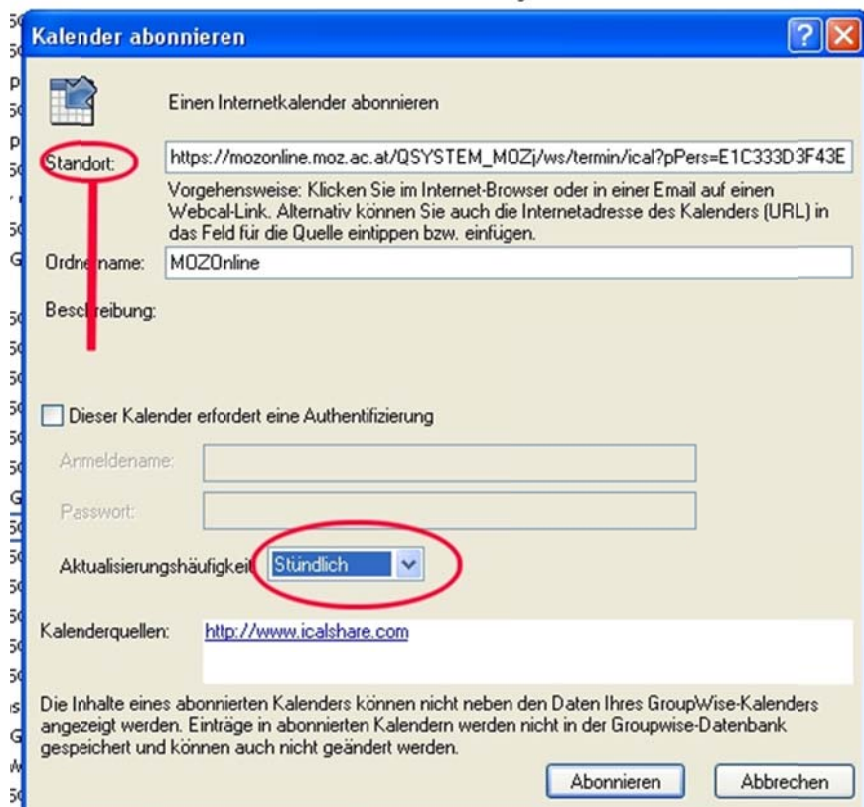 Kalender abonnieren
Einen Internetkalender abonnieren
Standort: https://mozonline.moz.ac.at/QSYSTEM_MOZj/ws/termin/ical?pPers=E1C333D3F43E
Vorgehensweise: Klicken Sie im Internet-Browser oder in einer Email auf einen
Webcal-Link. Alternativ können Sie auch die Internetadresse des Kalenders (URL) in
das Feld für die Quelle eintippen bzw. einfügen.
Ordnername: MOZOnline
Beschreibung:
Dieser Kalender erfordert eine Authentifizierung
Anmeldename:
Passwort:
Aktualisierungshäufigkeit Stündlich
Kalenderquellen: http://www.icalshare.com
Die Inhalte eines abonnierten Kalenders können nicht neben den Daten Ihres GroupWise-Kalenders
angezeigt werden. Einträge in abonnierten Kalendern werden nicht in der Groupwise-Datenbank
gespeichert und können auch nicht geändert werden.
Abonnieren Abbrechen